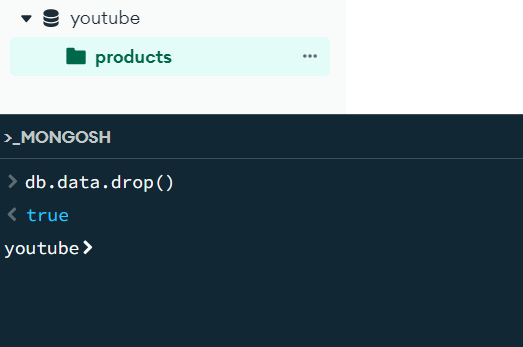 youtube
products
>_MONGOSH
> db.data.drop()
< true
youtube>